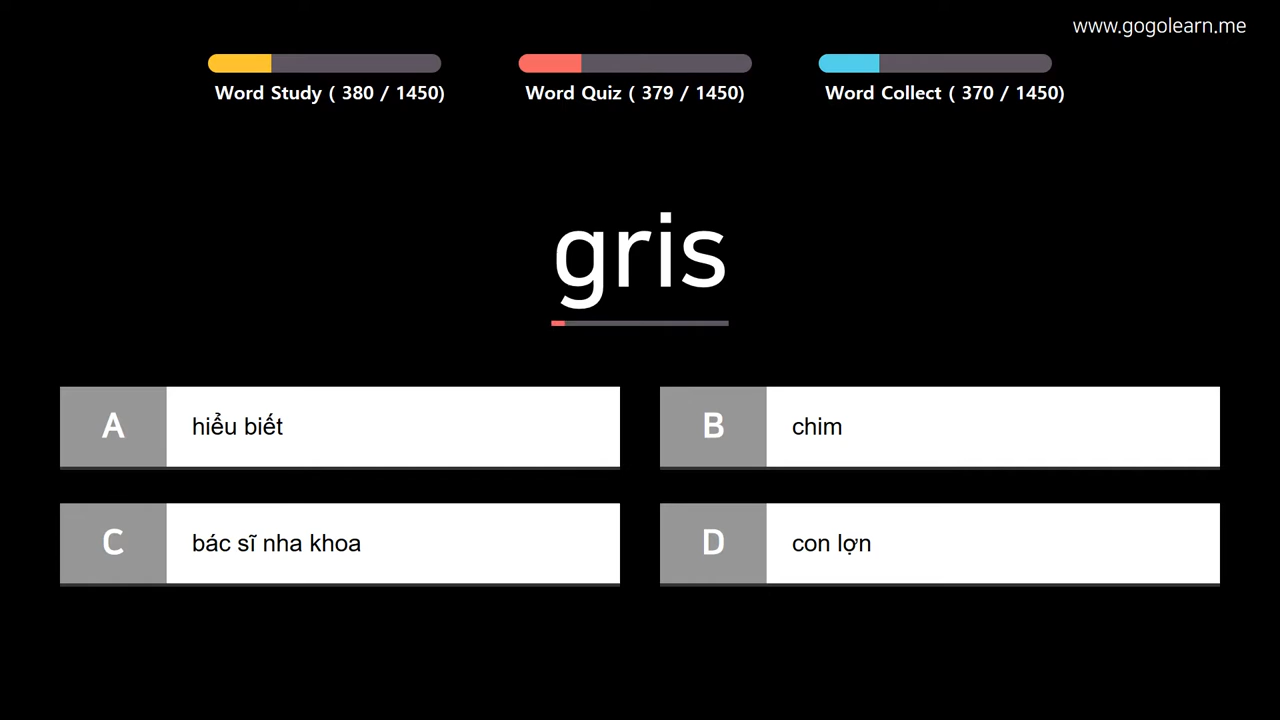 www.gogolearn.me
Word Study ( 380 / 1450)
Word Quiz ( 379 / 1450)
Word Collect ( 370 / 1450)
gris
A hiểu biết
B chim
C bác sĩ nha khoa
D con lợn